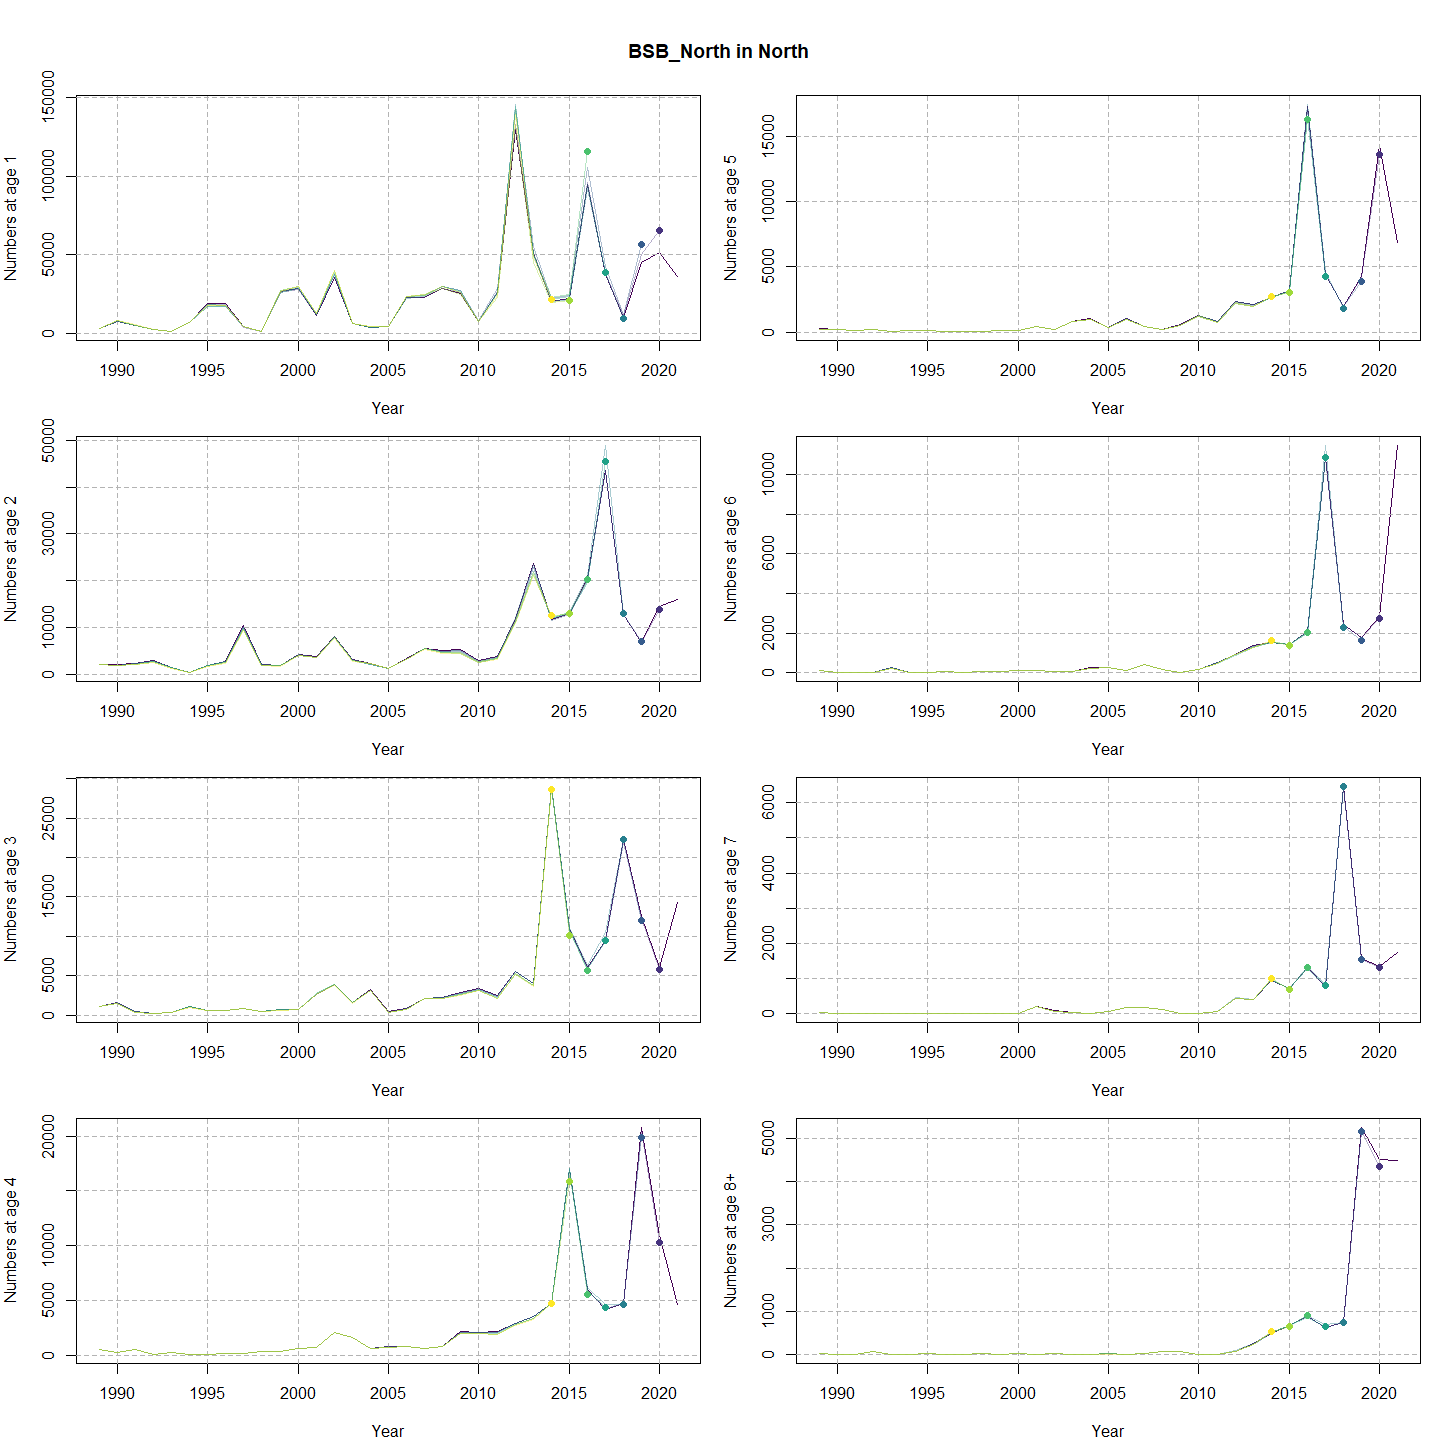 BSB_North in North
Numbers at age 1
0 50000 100000 150000
1990 1995 2000 2005 2010 2015 2020
Year
Numbers at age 5
0 5000 10000 15000
1990 1995 2000 2005 2010 2015 2020
Year
Numbers at age 2
0 10000 30000 50000
1990 1995 2000 2005 2010 2015 2020
Year
Numbers at age 6
0 2000 6000 10000
1990 1995 2000 2005 2010 2015 2020
Year
Numbers at age 3
0 5000 15000 25000
1990 1995 2000 2005 2010 2015 2020
Year
Numbers at age 7
0 2000 4000 6000
1990 1995 2000 2005 2010 2015 2020
Year
Numbers at age 4
0 5000 10000 20000
1990 1995 2000 2005 2010 2015 2020
Year
Numbers at age 8+
0 1000 3000 5000
1990 1995 2000 2005 2010 2015 2020
Year